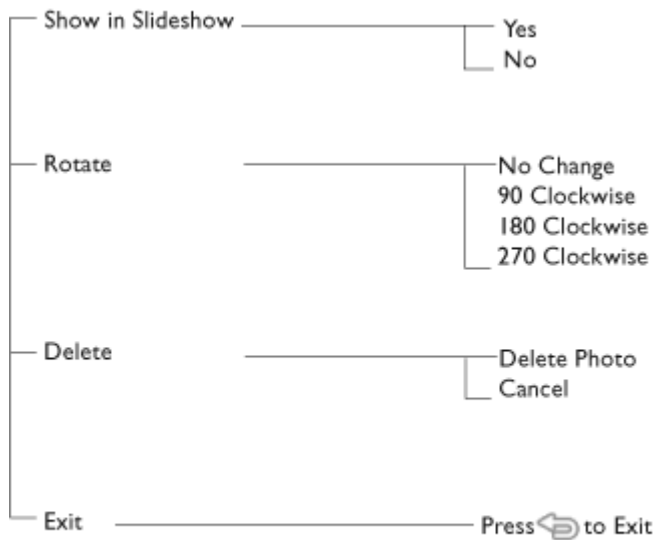 Show in Slideshow
Yes
No
Rotate
No Change
90 Clockwise
180 Clockwise
270 Clockwise
Delete
Delete Photo
Cancel
Exit
Press to Exit